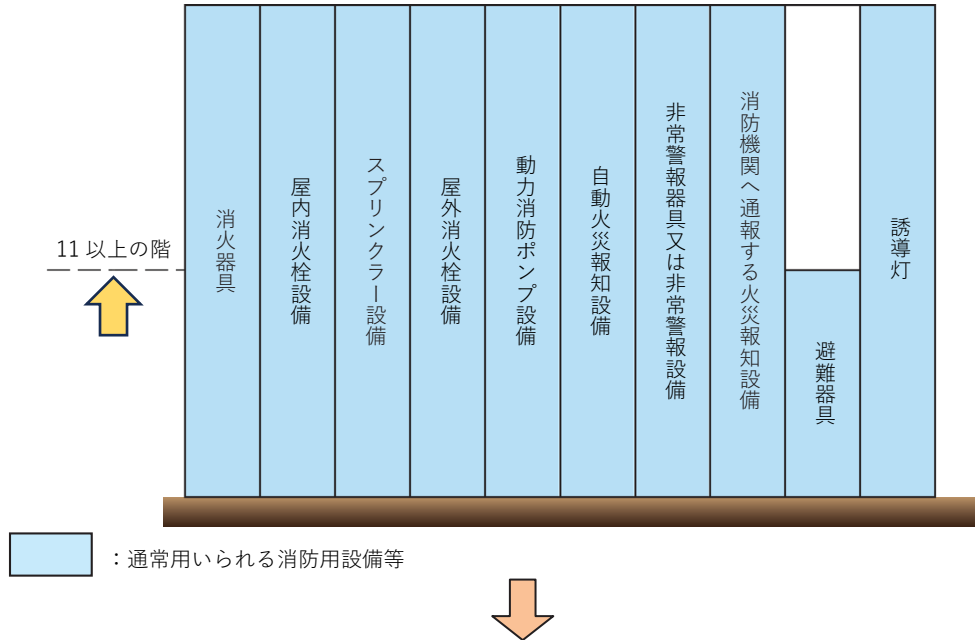 11 以上の階
消火器具
屋内消火栓設備
スプリンクラー設備
屋外消火栓設備
動力消防ポンプ設備
自動火災報知設備
非常警報器具又は非常警報設備
消防機関へ通報する火災報知設備
避難器具
誘導灯
：通常用いられる消防用設備等